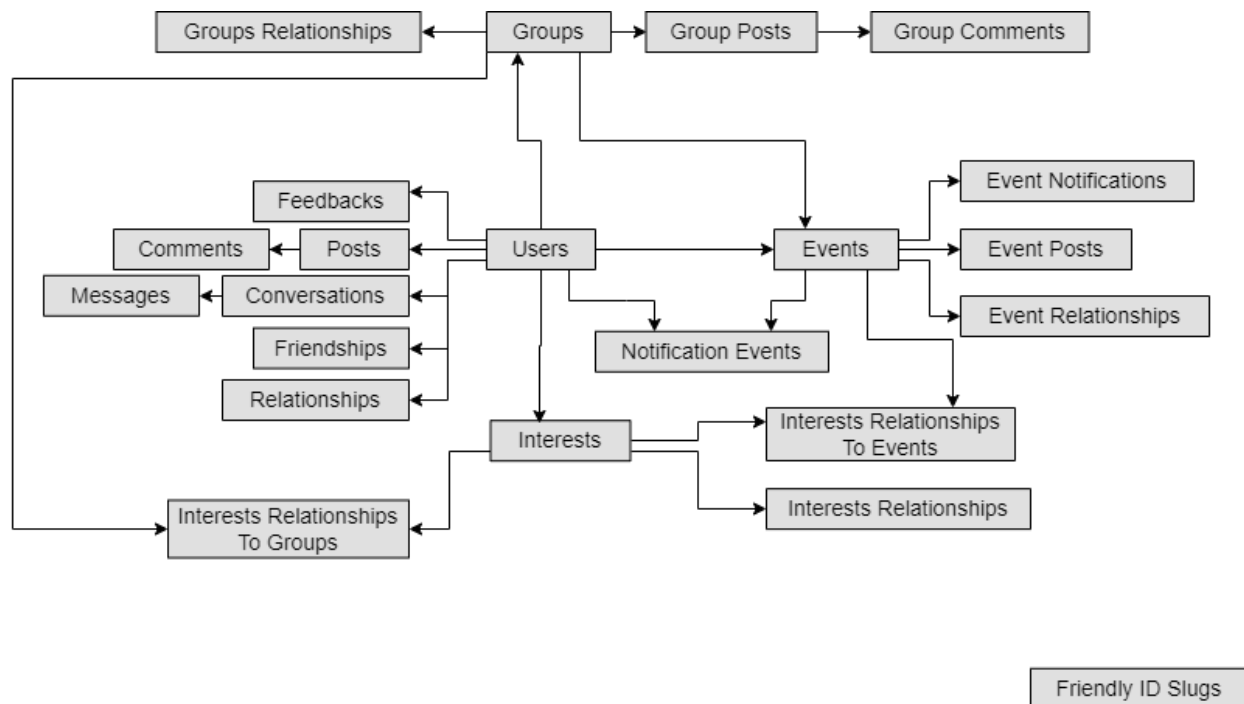 Groups Relationships
Groups
Group Posts
Group Comments
Feedbacks
Event Notifications
Comments
Posts
Users
Events
Event Posts
Messages
Conversations
Event Relationships
Friendships
Notification Events
Relationships
Interests
Interests Relationships
To Events
Interests Relationships
Interests Relationships
To Groups
Friendly ID Slugs